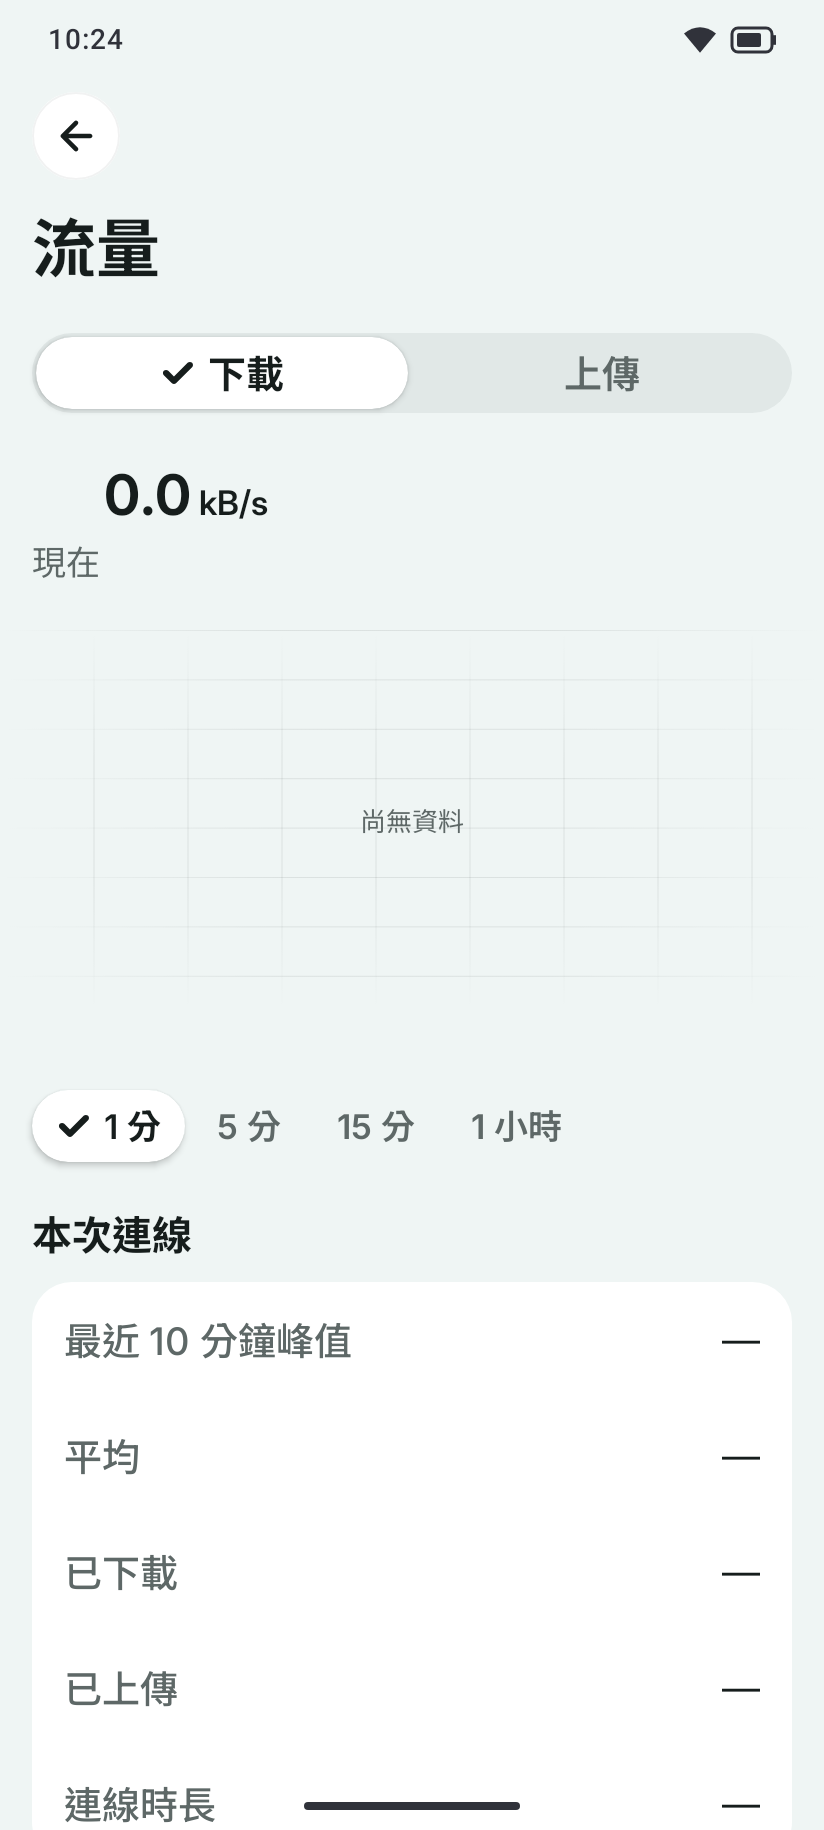 10:24
流量
下載
上傳
0.0 kB/s
現在
尚無資料
1 分
5 分
15 分
1 小時
本次連線
最近 10 分鐘峰值
—
平均
—
已下載
—
已上傳
—
連線時長
—